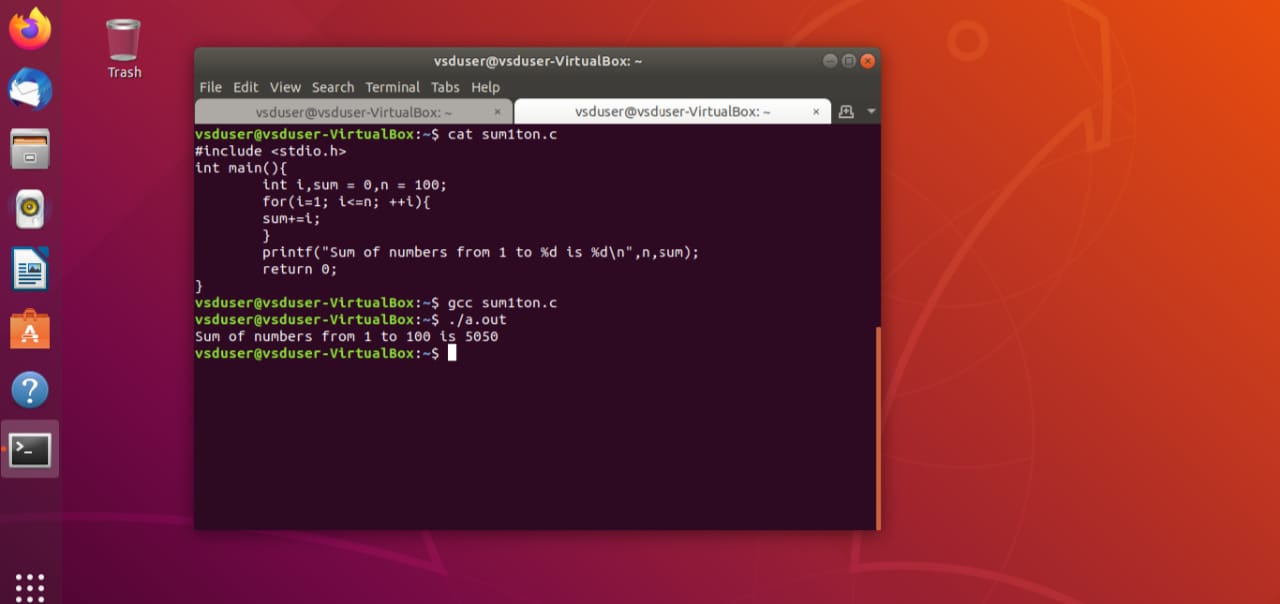 Trash
vsduser@vsduser-VirtualBox: ~
File Edit View Search Terminal Tabs Help
vsduser@vsduser-VirtualBox: ~ × vsduser@vsduser-VirtualBox: ~ ×
vsduser@vsduser-VirtualBox:~$ cat sum1ton.c
#include <stdio.h>
int main(){
        int i,sum = 0,n = 100;
        for(i=1; i<=n; ++i){
        sum+=i;
        }
        printf("Sum of numbers from 1 to %d is %d\n",n,sum);
        return 0;
}
vsduser@vsduser-VirtualBox:~$ gcc sum1ton.c
vsduser@vsduser-VirtualBox:~$ ./a.out
Sum of numbers from 1 to 100 is 5050
vsduser@vsduser-VirtualBox:~$